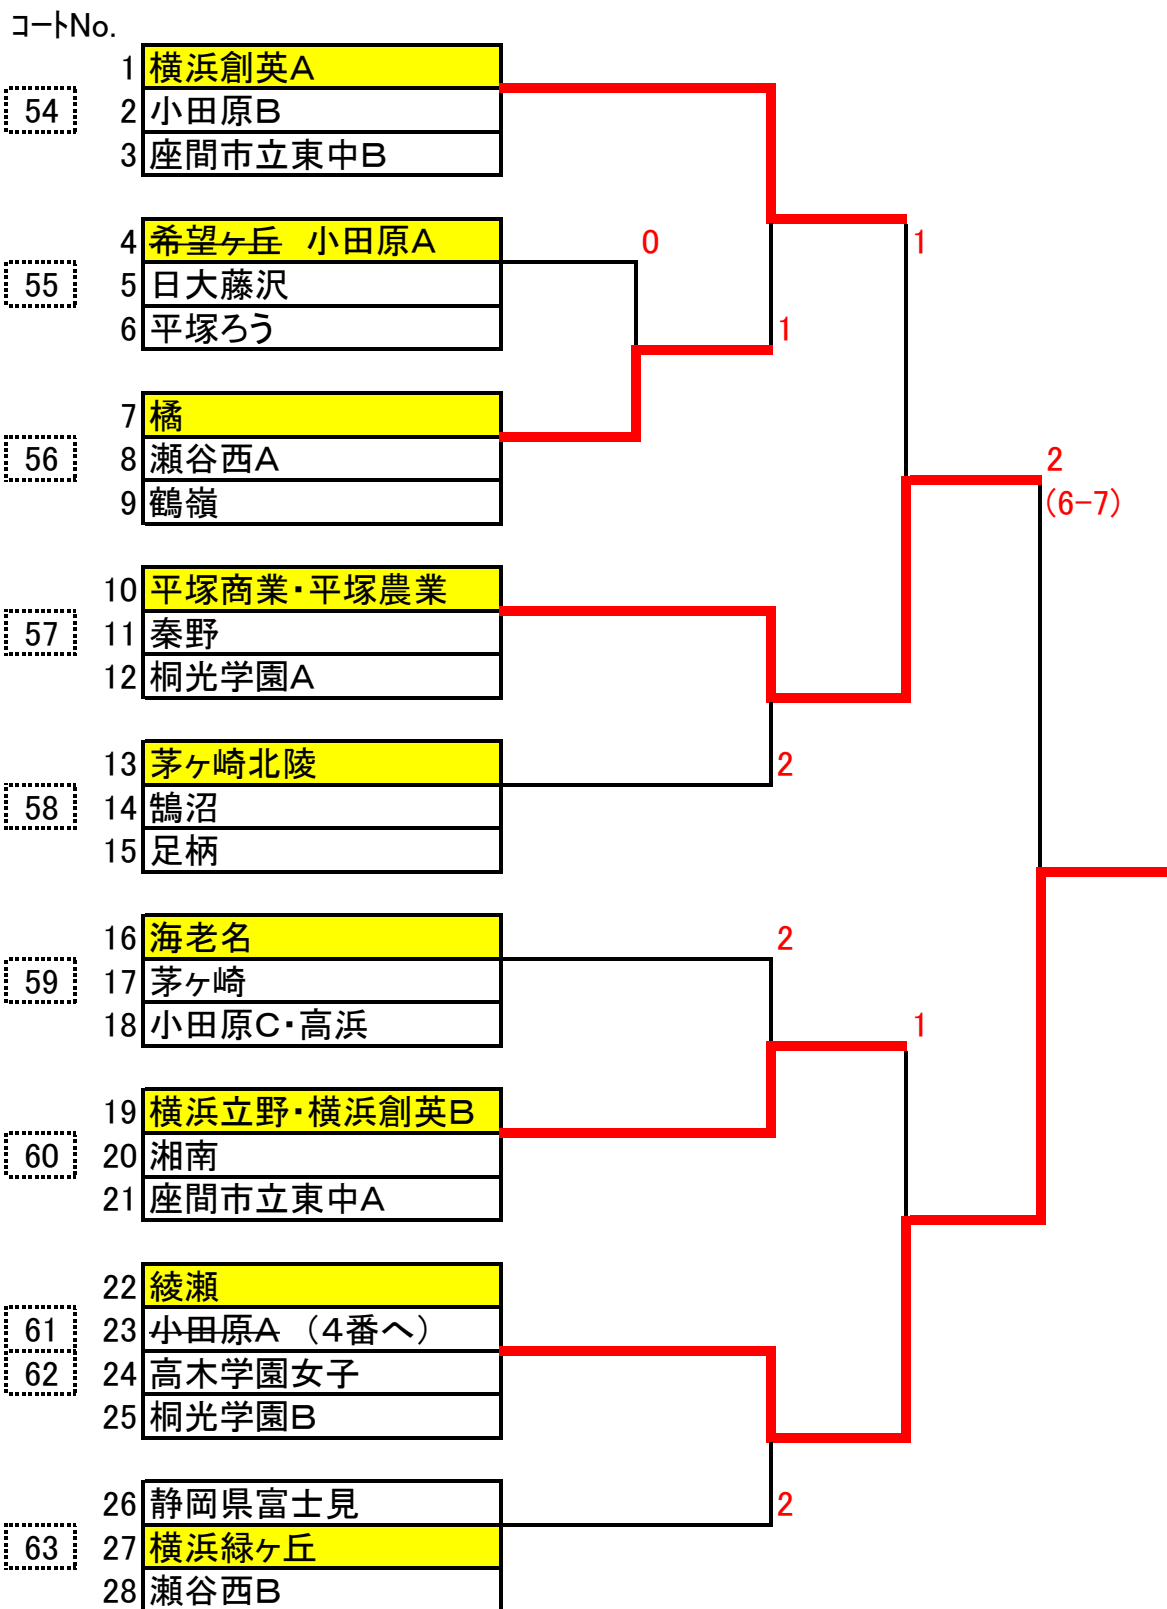 コートNo.
1 横浜創英A
54 2 小田原B
3 座間市立東中B
4 希望ヶ丘 小田原A 0 1
55 5 日大藤沢
6 平塚ろう 1
7 橘
56 8 瀬谷西A 2
9 鶴嶺 (6-7)
10 平塚商業・平塚農業
57 11 秦野
12 桐光学園A
13 茅ヶ崎北陵 2
58 14 鵠沼
15 足柄
16 海老名 2
59 17 茅ヶ崎
18 小田原C・高浜 1
19 横浜立野・横浜創英B
60 20 湘南
21 座間市立東中A
22 綾瀬
61 23 小田原A (4番へ)
62 24 高木学園女子
25 桐光学園B
26 静岡県富士見 2
63 27 横浜緑ヶ丘
28 瀬谷西B